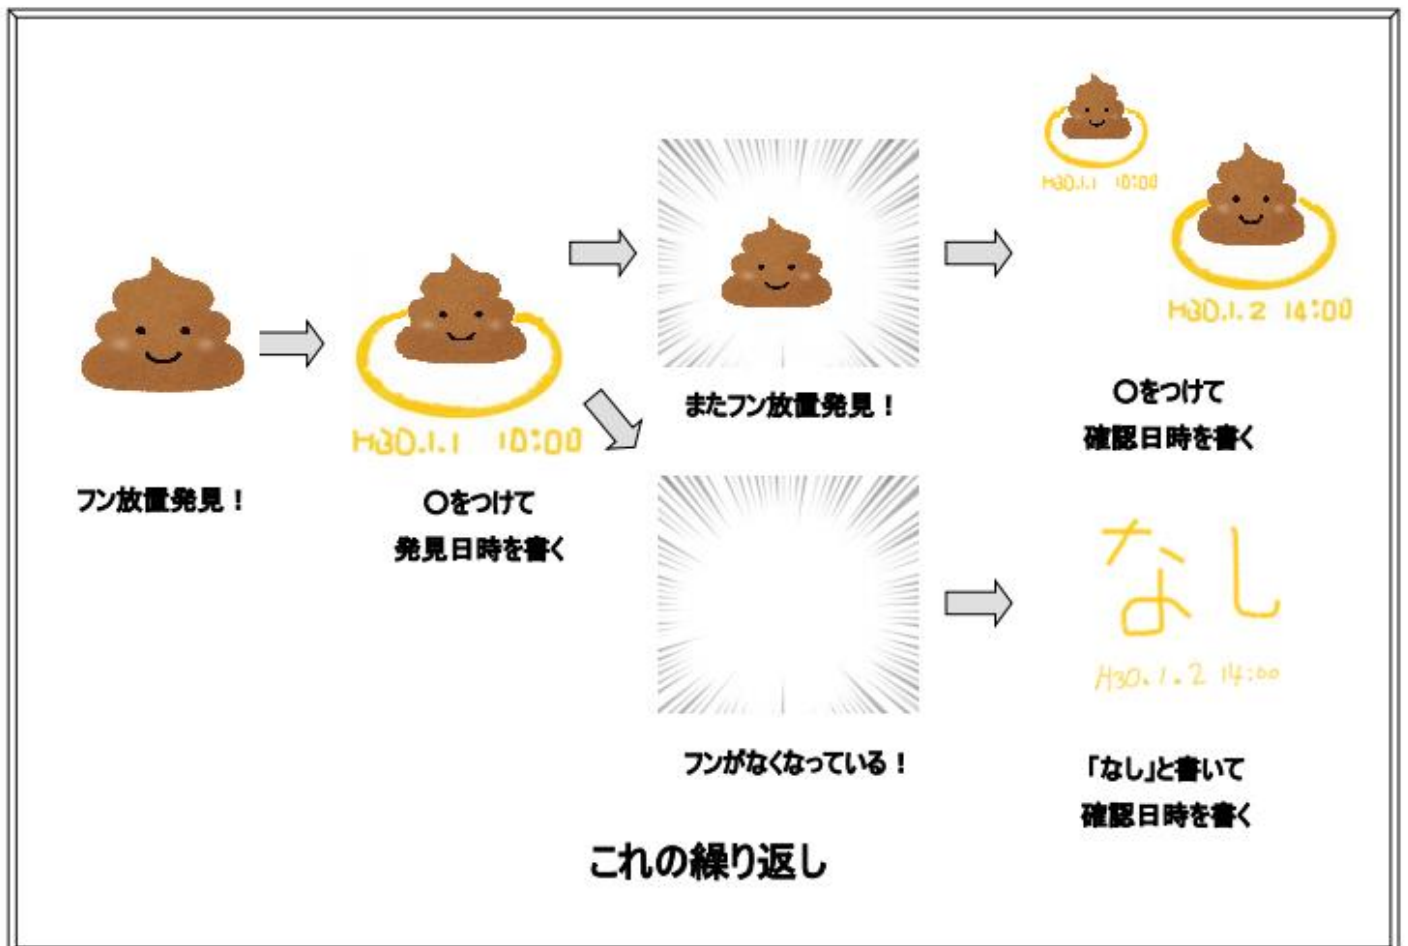 フン放置発見！
H30.1.1 10:00
〇をつけて
発見日時を書く
またフン放置発見！
H30.1.1 10:00
H30.1.2 14:00
〇をつけて
確認日時を書く
フンがなくなっている！
なし
H30.1.2 14:00
「なし」と書いて
確認日時を書く
これの繰り返し